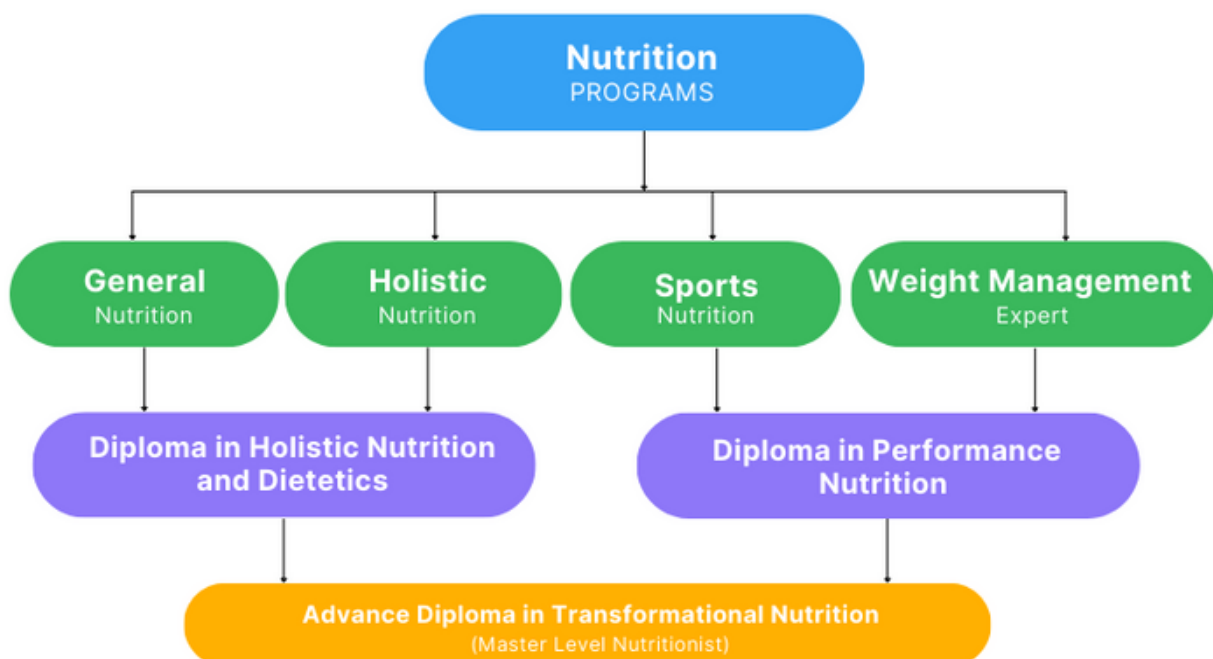 Nutrition
PROGRAMS
General
Nutrition
Holistic
Nutrition
Sports
Nutrition
Weight Management
Expert
Diploma in Holistic Nutrition
and Dietetics
Diploma in Performance
Nutrition
Advance Diploma in Transformational Nutrition
(Master Level Nutritionist)